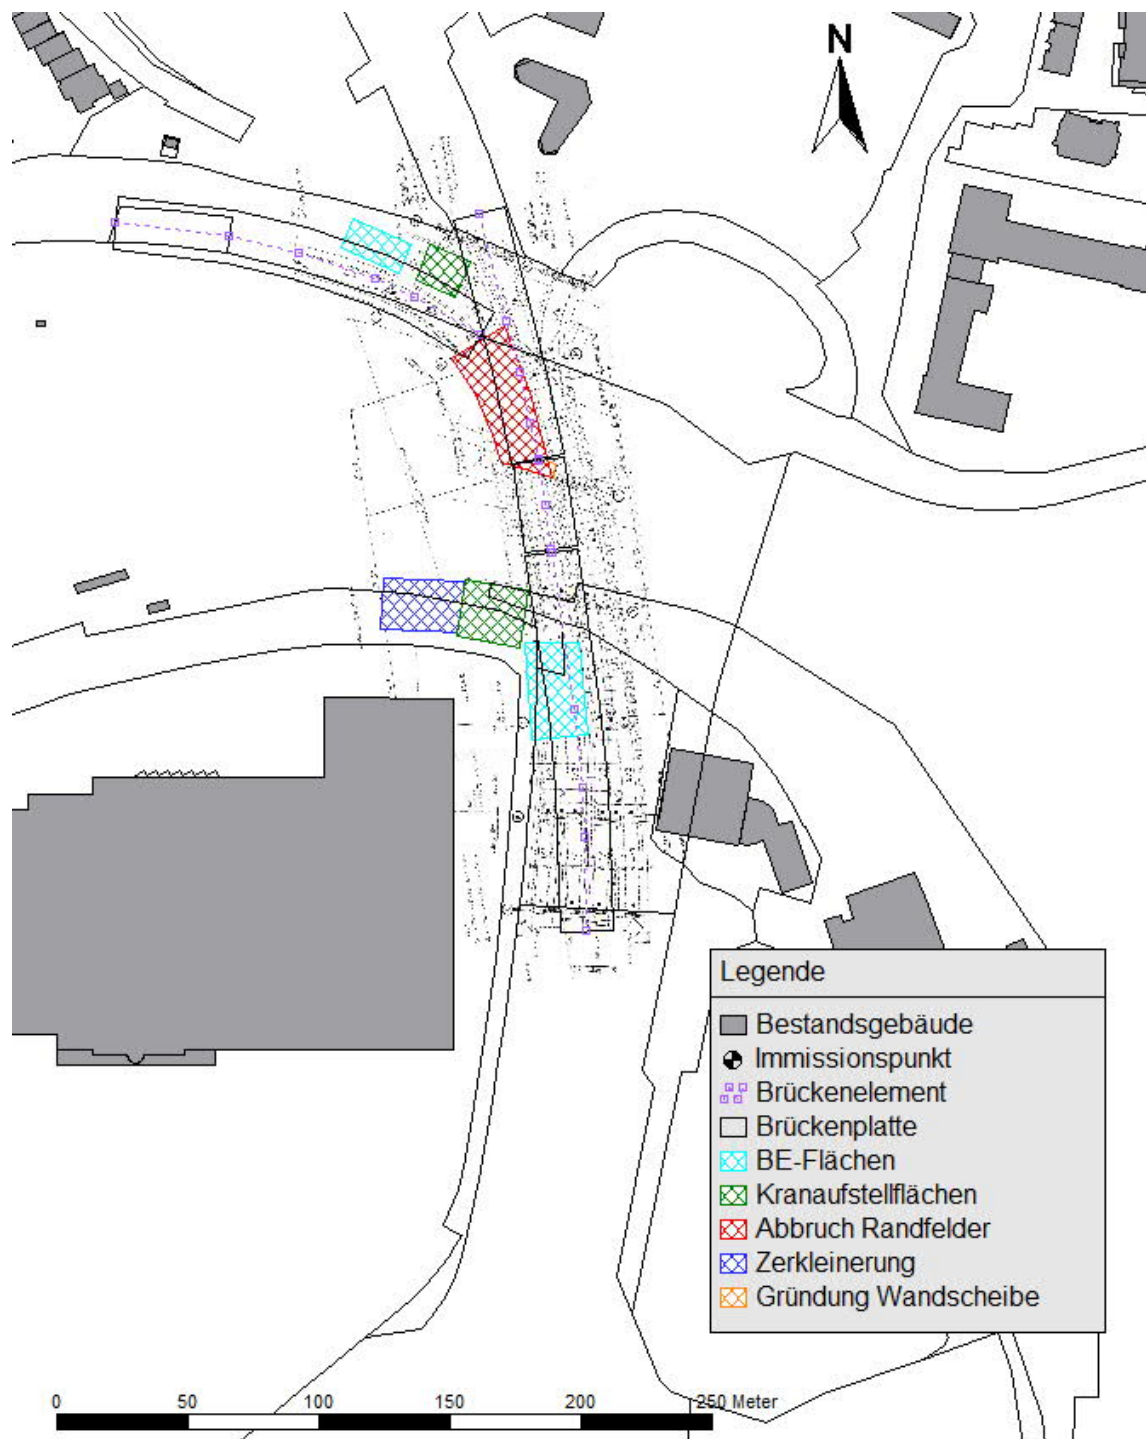 N
Legende
Bestandsgebäude
Immissionspunkt
Brückenelement
Brückenplatte
BE-Flächen
Kranaufstellflächen
Abbruch Randfelder
Zerkleinerung
Gründung Wandscheibe
0 50 100 150 200 250 Meter